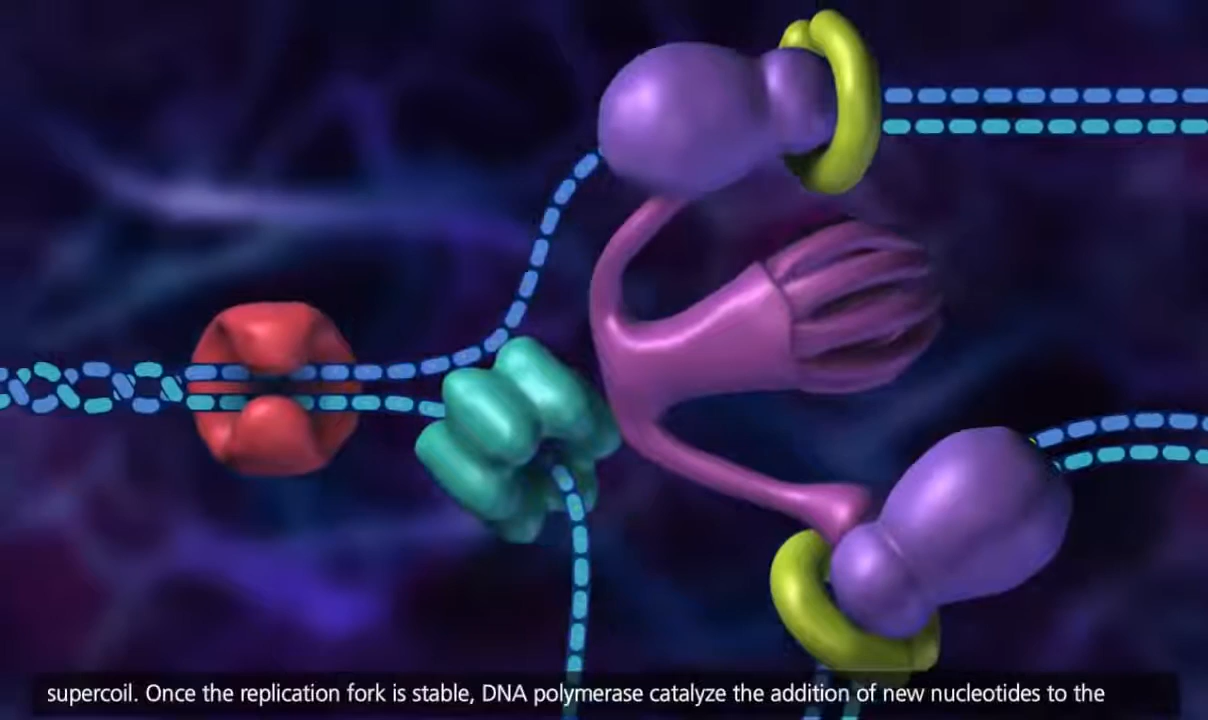 supercoil. Once the replication fork is stable, DNA polymerase catalyze the addition of new nucleotides to the